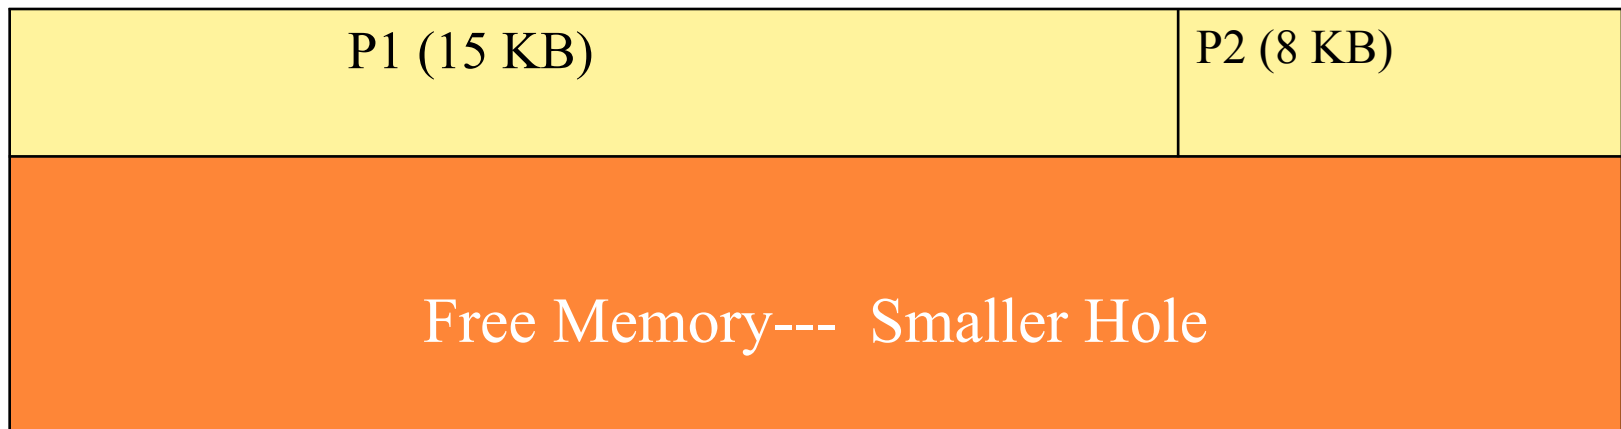 P1 (15 KB)
P2 (8 KB)
Free Memory---  Smaller Hole